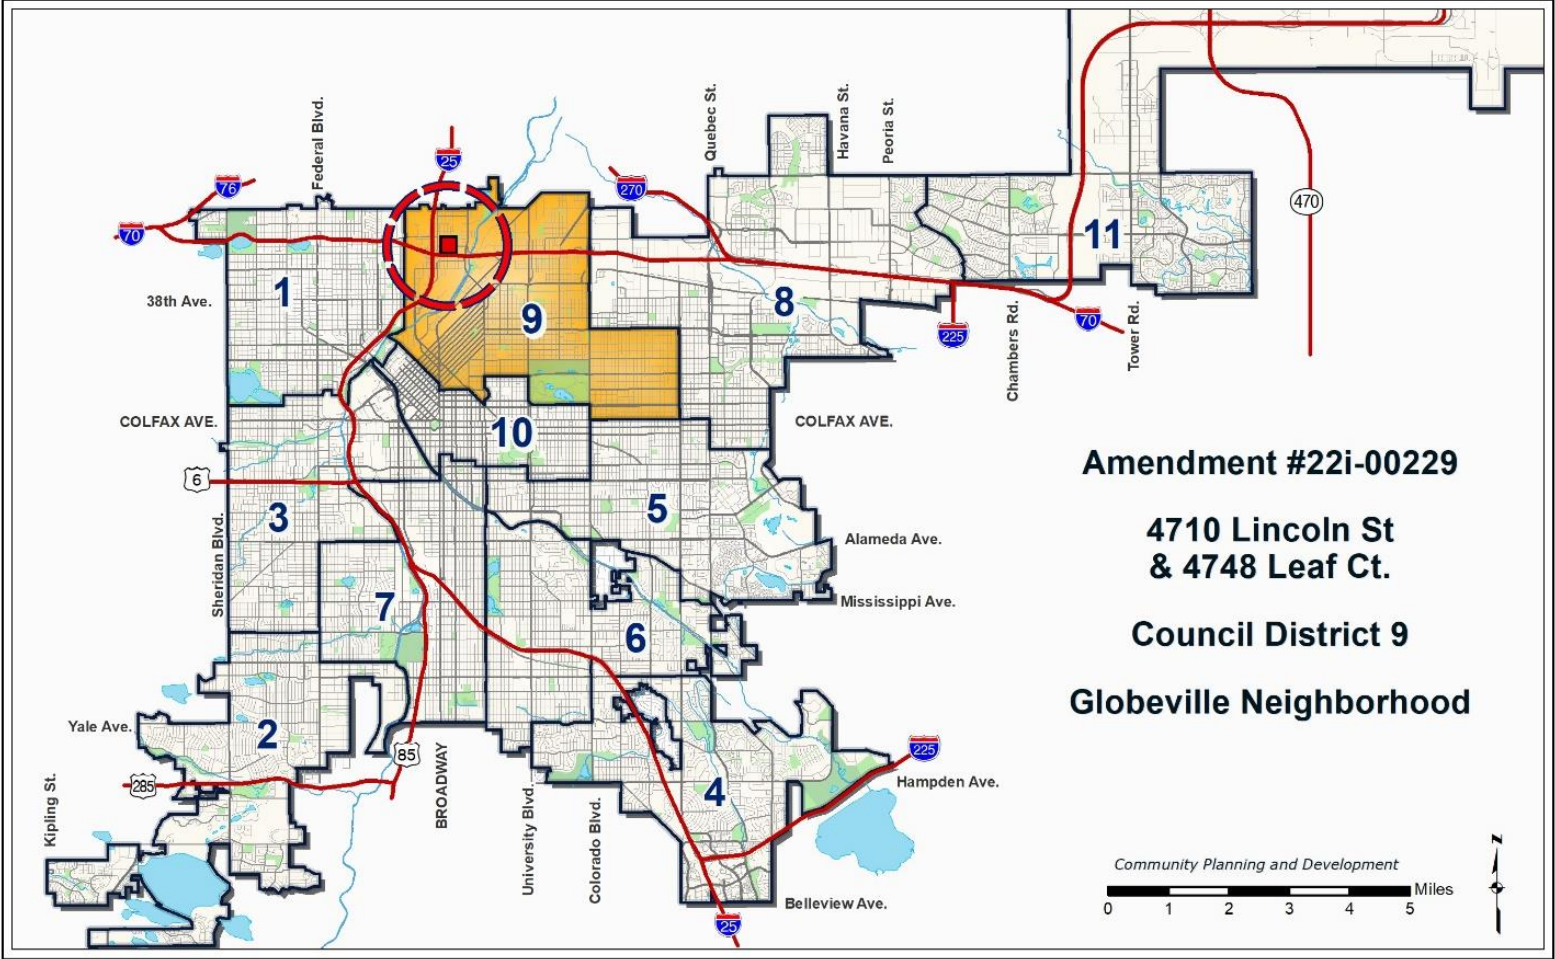 Federal Blvd.
Quebec St.
Havana St.
Peoria St.
25
76
70
270
470
11
1
38th Ave.
9
8
225
70
Chambers Rd.
Tower Rd.
COLFAX AVE.
COLFAX AVE.
10
6
3
Sheridan Blvd.
5
Alameda Ave.
Mississippi Ave.
7
6
Yale Ave.
2
85
BROADWAY
285
Kipling St.
University Blvd.
Colorado Blvd.
4
225
Hampden Ave.
Belleview Ave.
25
Amendment #22i-00229
4710 Lincoln St
& 4748 Leaf Ct.
Council District 9
Globeville Neighborhood
Community Planning and Development
Miles
0 1 2 3 4 5
N